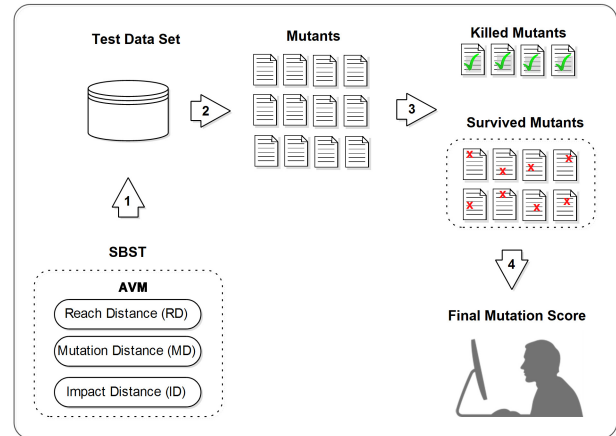 Test Data Set
Mutants
Killed Mutants
2
3
Survived Mutants
x x x x
x x x x
1
SBST
AVM
Reach Distance (RD)
Mutation Distance (MD)
Impact Distance (ID)
4
Final Mutation Score